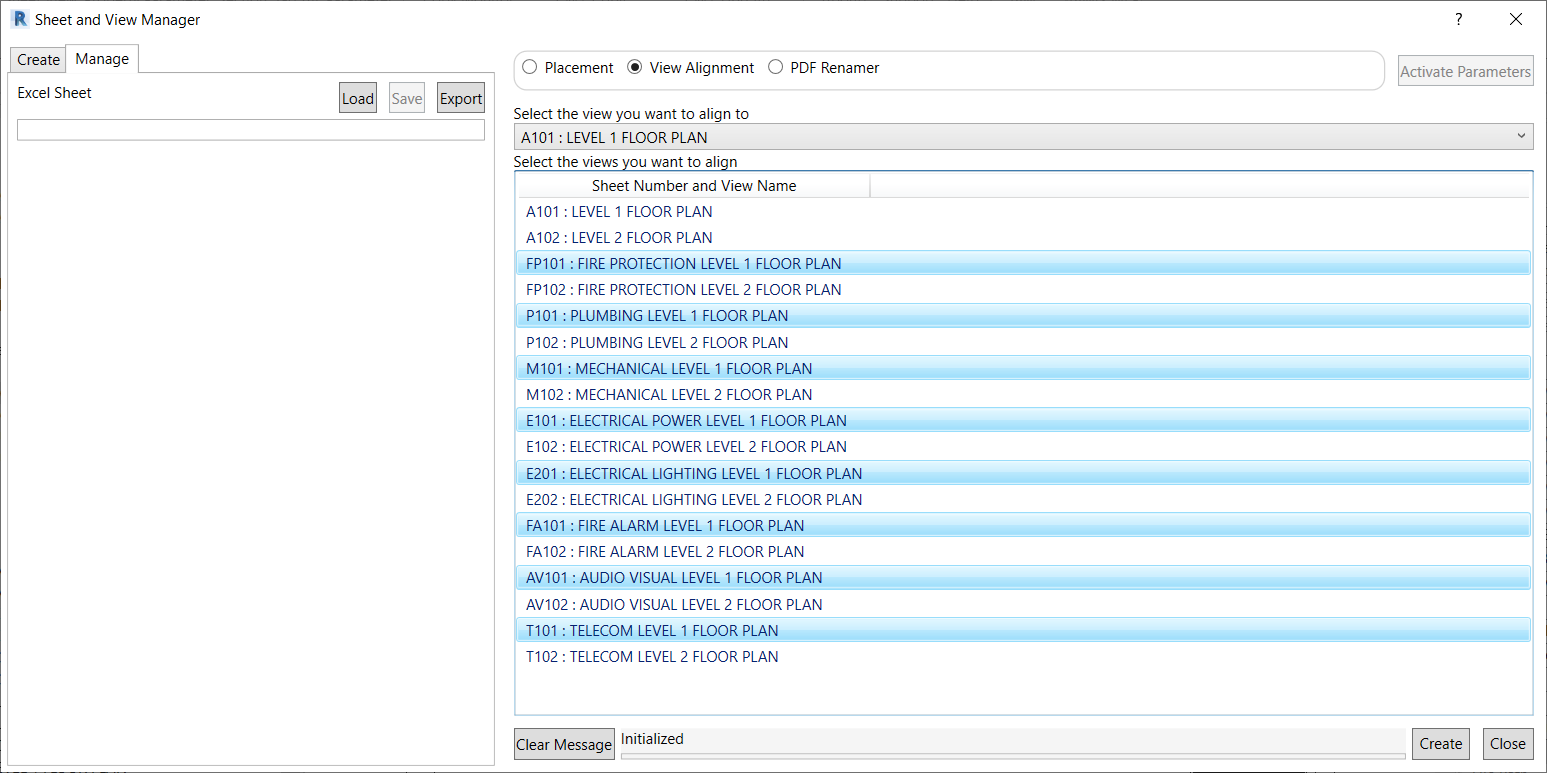 Sheet and View Manager
?
Create
Manage
Excel Sheet
Load
Save
Export
Placement
View Alignment
PDF Renamer
Activate Parameters
Select the view you want to align to
A101 : LEVEL 1 FLOOR PLAN
Select the views you want to align
Sheet Number and View Name
A101 : LEVEL 1 FLOOR PLAN
A102 : LEVEL 2 FLOOR PLAN
FP101 : FIRE PROTECTION LEVEL 1 FLOOR PLAN
FP102 : FIRE PROTECTION LEVEL 2 FLOOR PLAN
P101 : PLUMBING LEVEL 1 FLOOR PLAN
P102 : PLUMBING LEVEL 2 FLOOR PLAN
M101 : MECHANICAL LEVEL 1 FLOOR PLAN
M102 : MECHANICAL LEVEL 2 FLOOR PLAN
E101 : ELECTRICAL POWER LEVEL 1 FLOOR PLAN
E102 : ELECTRICAL POWER LEVEL 2 FLOOR PLAN
E201 : ELECTRICAL LIGHTING LEVEL 1 FLOOR PLAN
E202 : ELECTRICAL LIGHTING LEVEL 2 FLOOR PLAN
FA101 : FIRE ALARM LEVEL 1 FLOOR PLAN
FA102 : FIRE ALARM LEVEL 2 FLOOR PLAN
AV101 : AUDIO VISUAL LEVEL 1 FLOOR PLAN
AV102 : AUDIO VISUAL LEVEL 2 FLOOR PLAN
T101 : TELECOM LEVEL 1 FLOOR PLAN
T102 : TELECOM LEVEL 2 FLOOR PLAN
Clear Message
Initialized
Create
Close